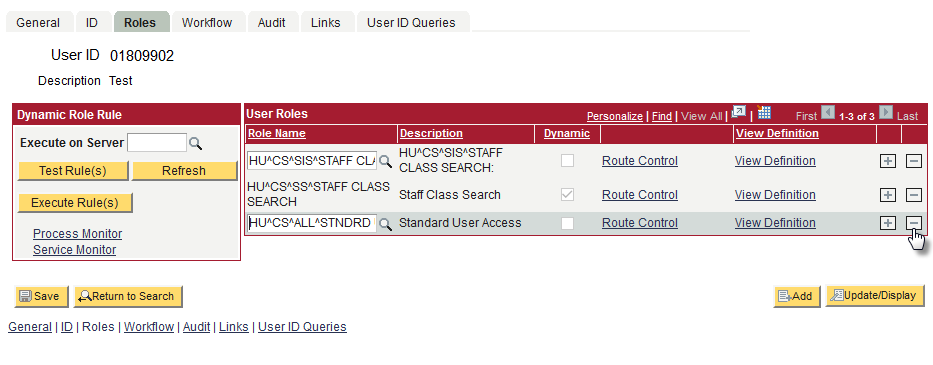 General ID Roles Workflow Audit Links User ID Queries
User ID 01809902
Description Test
Dynamic Role Rule
Execute on Server
Test Rule(s) Refresh
Execute Rule(s)
Process Monitor
Service Monitor
User Roles Personalize | Find | View All | | First 1-3 of 3 Last
Role Name Description Dynamic View Definition
HU^CS^SIS^STAFF CLA HU^CS^SIS^STAFF CLASS SEARCH: Route Control View Definition
HU^CS^SS^STAFF CLASS SEARCH Staff Class Search Route Control View Definition
HU^CS^ALL^STNDRD Standard User Access Route Control View Definition
Save Return to Search Add Update/Display
General | ID | Roles | Workflow | Audit | Links | User ID Queries